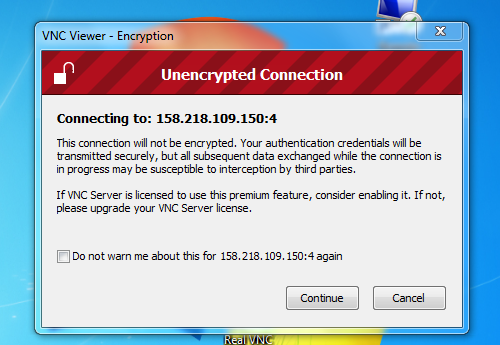 VNC Viewer - Encryption
Unencrypted Connection
Connecting to: 158.218.109.150:4
This connection will not be encrypted. Your authentication credentials will be
transmitted securely, but all subsequent data exchanged while the connection is
in progress may be susceptible to interception by third parties.
If VNC Server is licensed to use this premium feature, consider enabling it. If not,
please upgrade your VNC Server license.
Do not warn me about this for 158.218.109.150:4 again
Continue
Cancel
Real VNC